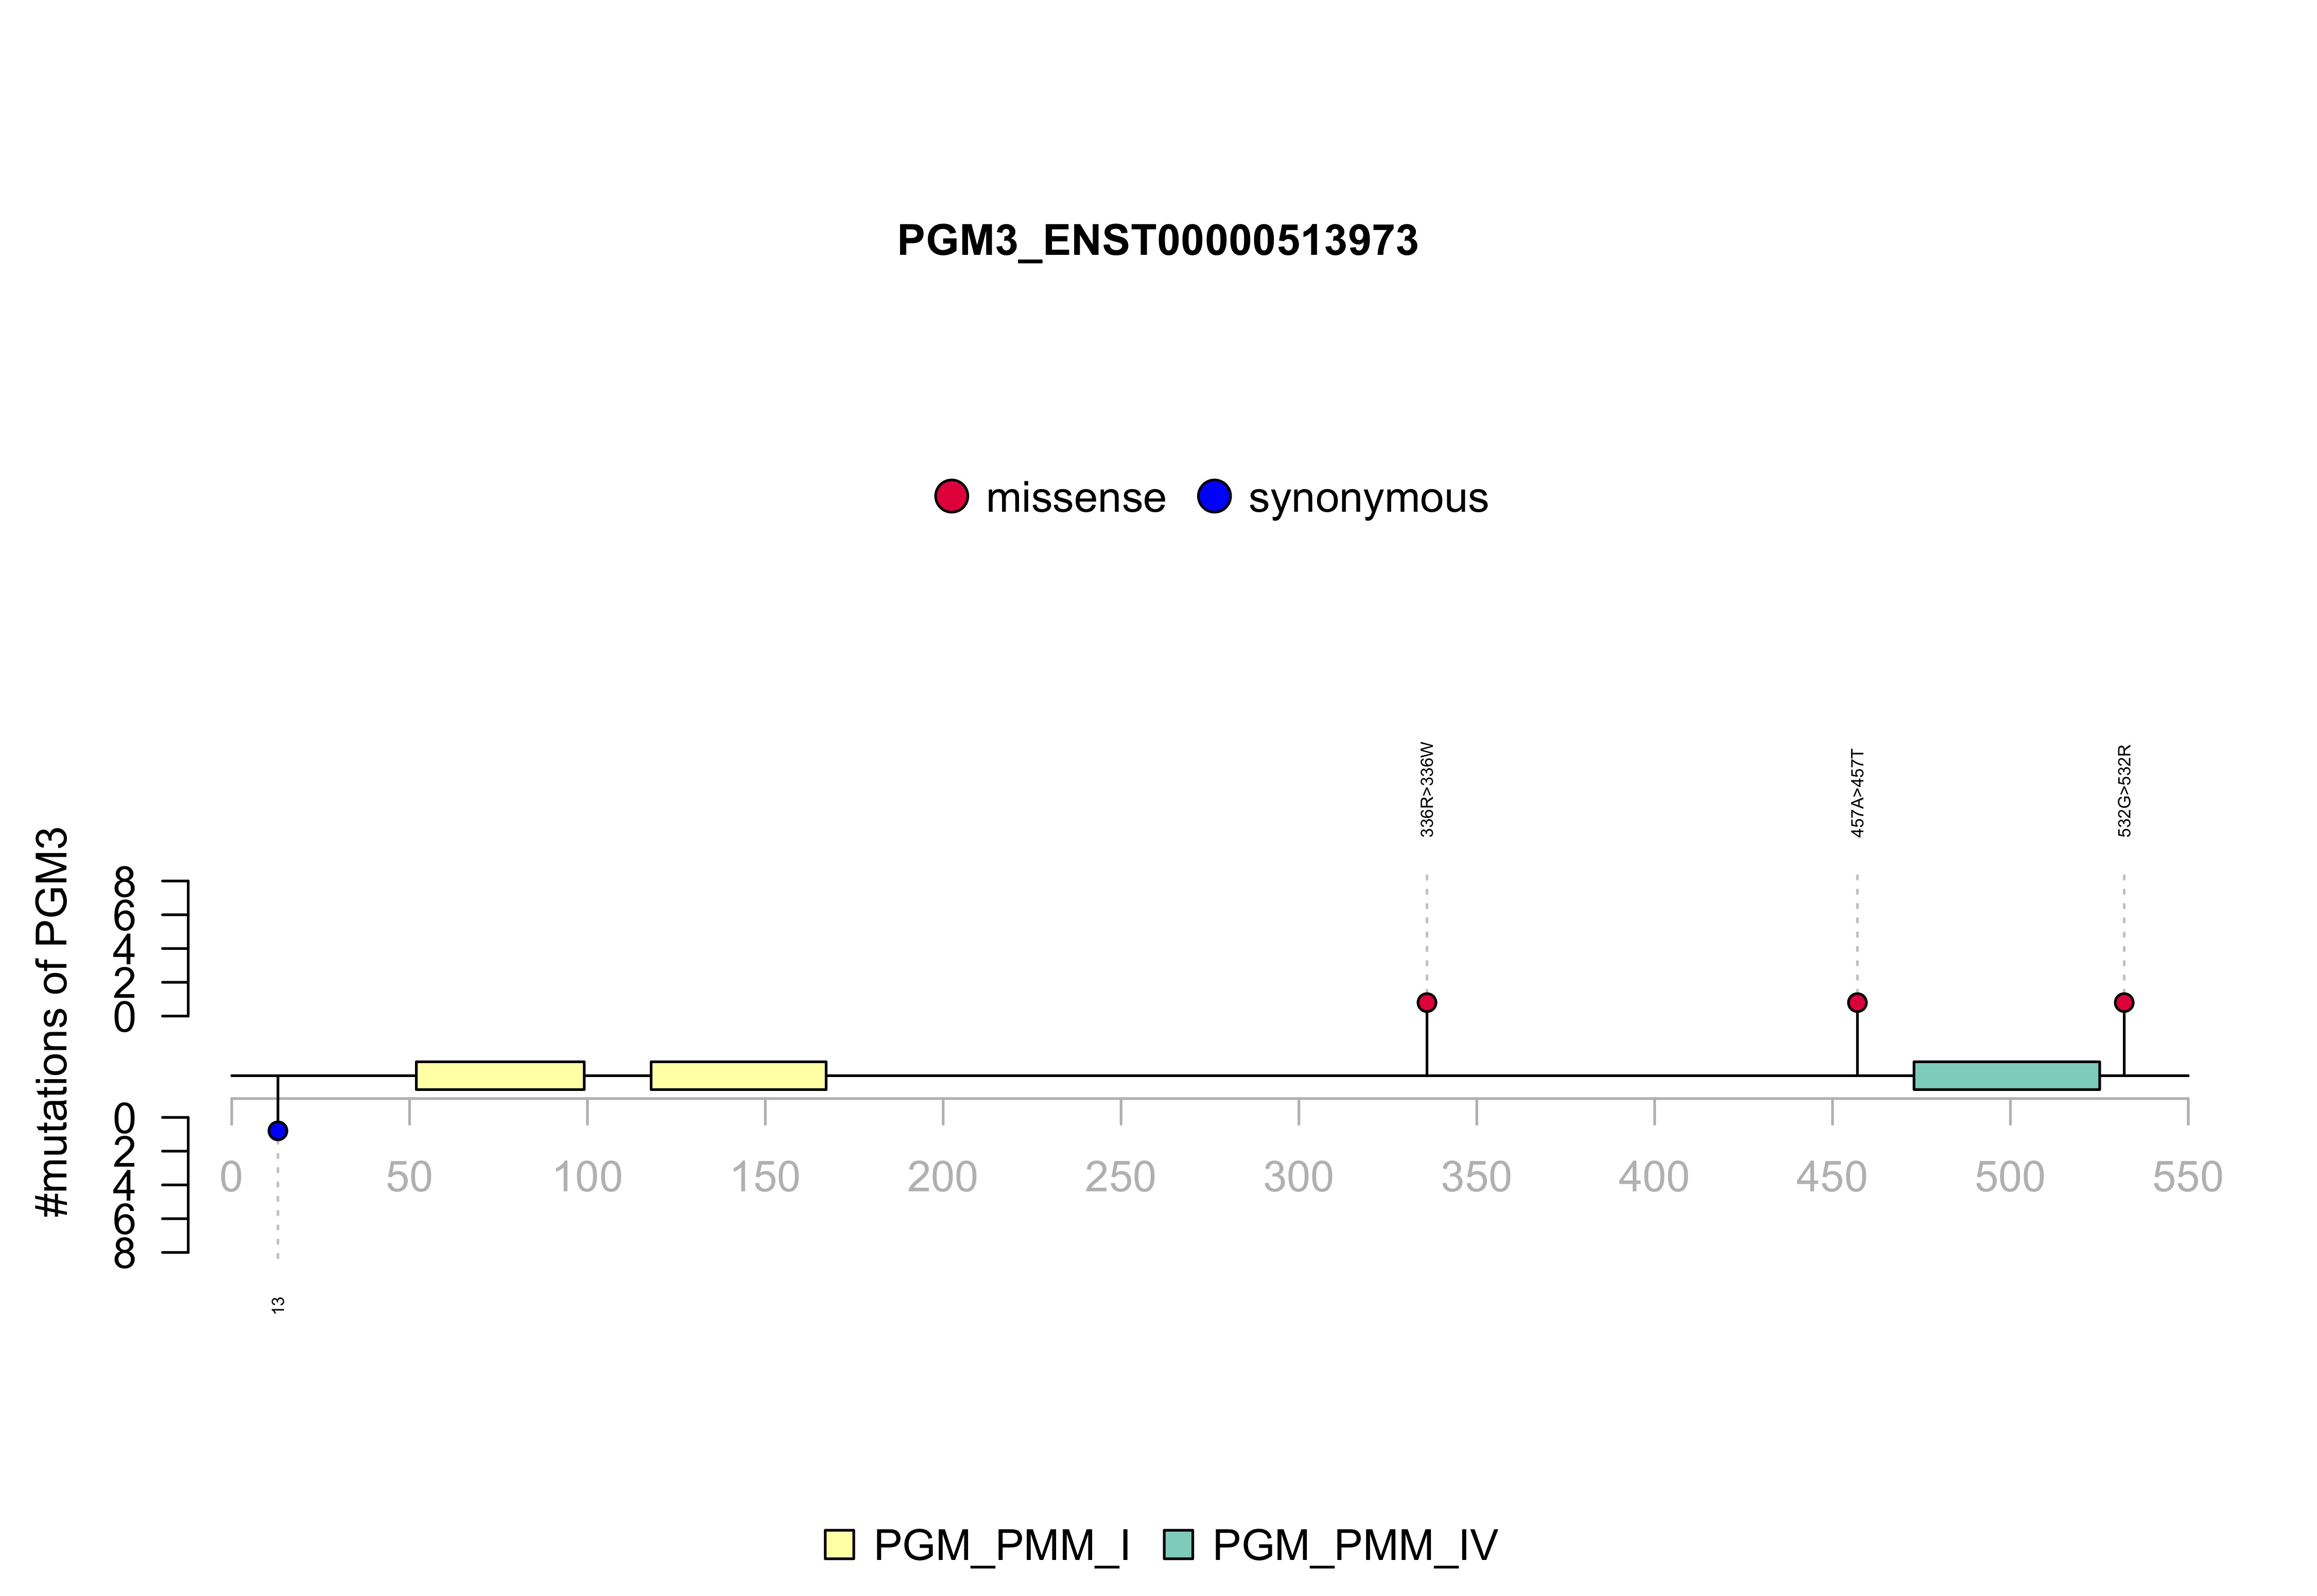 PGM3_ENST00000513973
missense synonymous
336R>336W
457A>457T
532G>532R
#mutations of PGM3
8
6
4
2
0
0
2
4
6
8
0 50 100 150 200 250 300 350 400 450 500 550
13
PGM_PMM_I PGM_PMM_IV